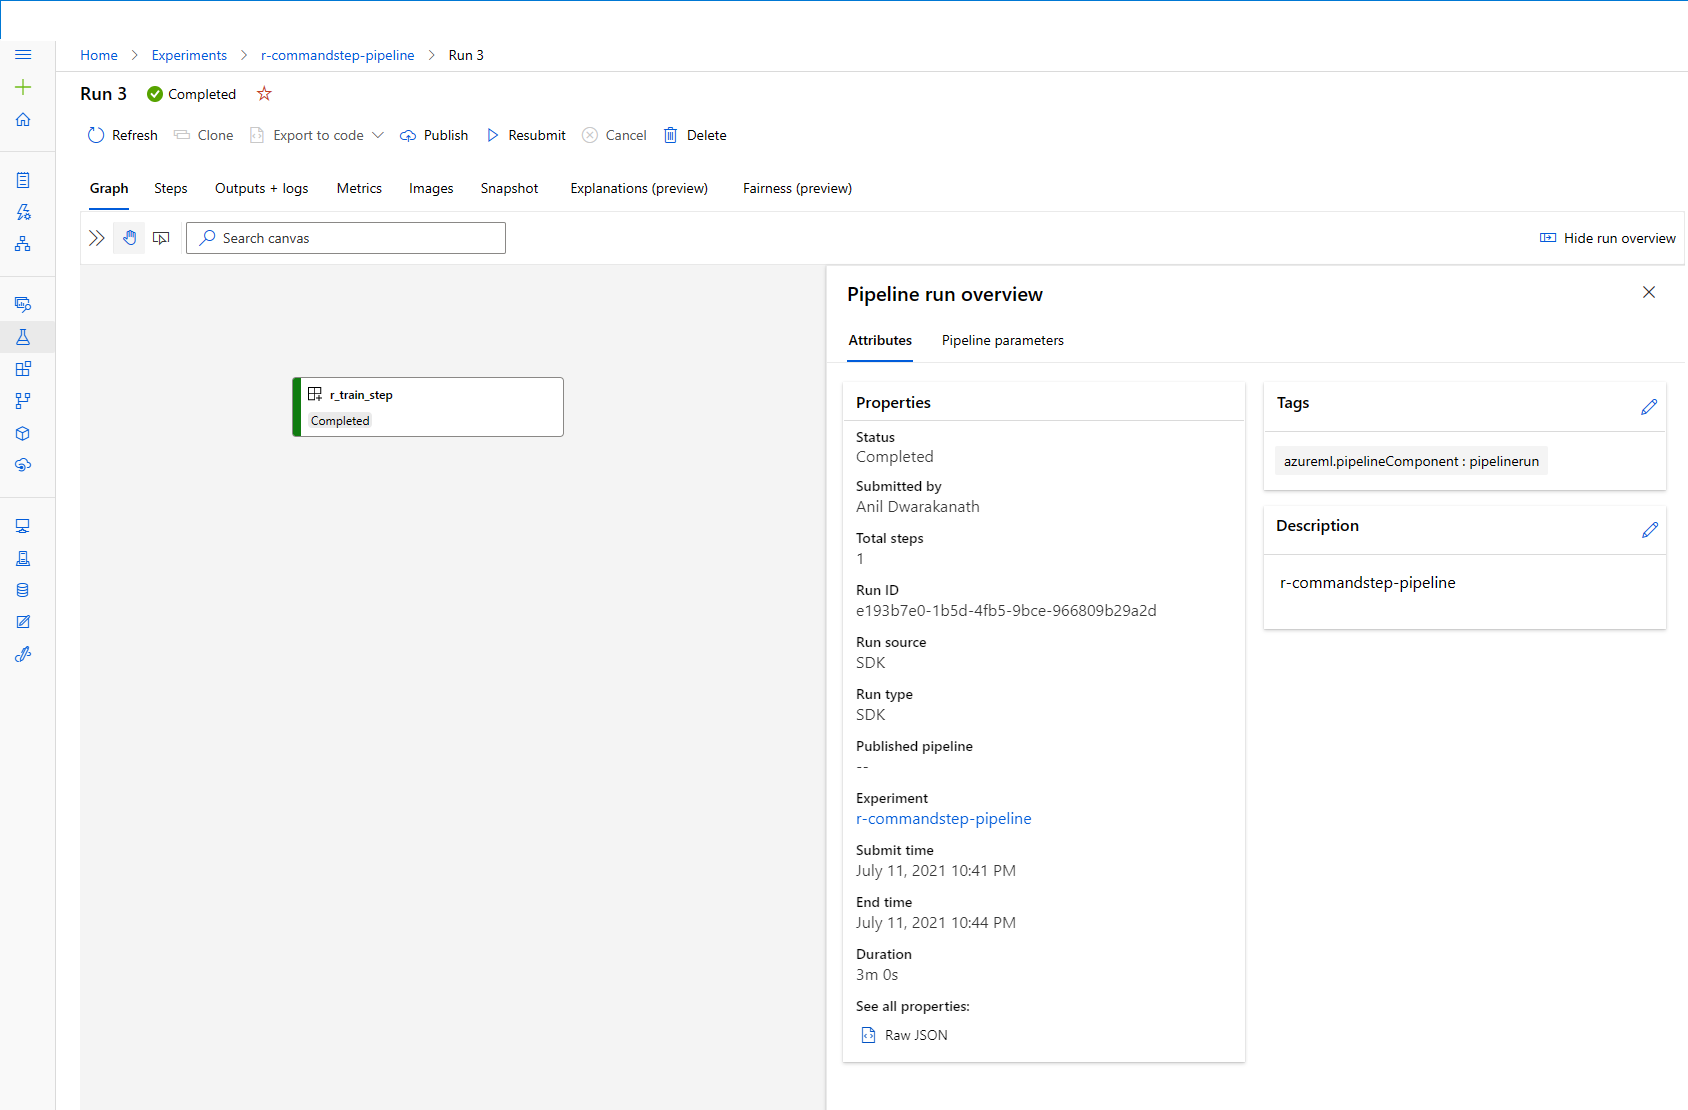 Home > Experiments > r-commandstep-pipeline > Run 3
Run 3 Completed
Refresh Clone Export to code Publish Resubmit Cancel Delete
Graph Steps Outputs + logs Metrics Images Snapshot Explanations (preview) Fairness (preview)
Search canvas Hide run overview
r_train_step
Completed
Pipeline run overview
Attributes Pipeline parameters
Properties
Status
Completed
Submitted by
Anil Dwarakanath
Total steps
1
Run ID
e193b7e0-1b5d-4fb5-9bce-966809b29a2d
Run source
SDK
Run type
SDK
Published pipeline
--
Experiment
r-commandstep-pipeline
Submit time
July 11, 2021 10:41 PM
End time
July 11, 2021 10:44 PM
Duration
3m 0s
See all properties:
Raw JSON
Tags
azureml.pipelineComponent : pipelinerun
Description
r-commandstep-pipeline